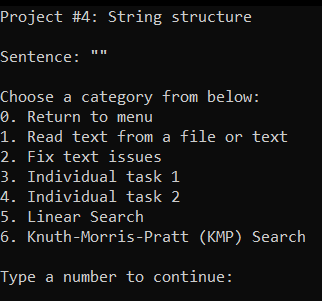 Project #4: String structure
Sentence: ""
Choose a category from below:
0. Return to menu
1. Read text from a file or text
2. Fix text issues
3. Individual task 1
4. Individual task 2
5. Linear Search
6. Knuth-Morris-Pratt (KMP) Search
Type a number to continue: